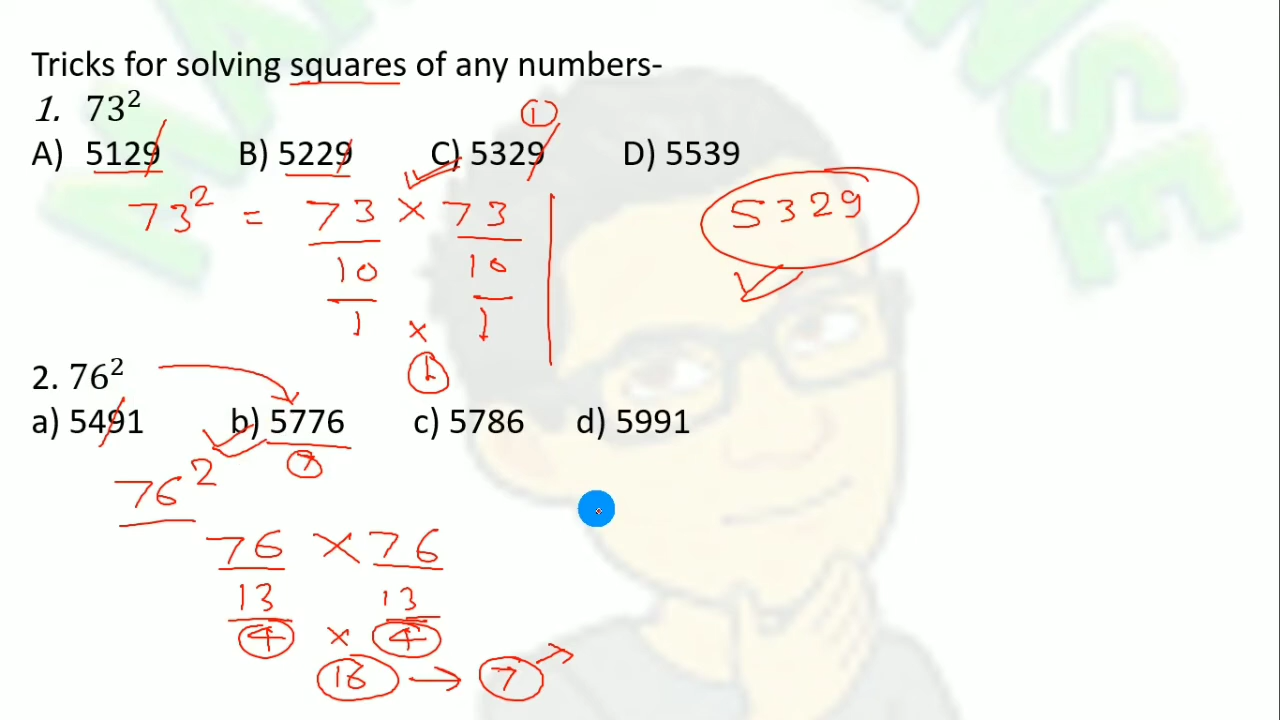 Tricks for solving squares of any numbers-
1. 73²
①
A) 5129 B) 5229 C) 5329 D) 5539
73² = 73 × 73
5329
10 10
1 × 1
①
2. 76²
a) 5491 b) 5776 c) 5786 d) 5991
⑦
76²
76 × 76
13 13
4 × 4
16 → 7